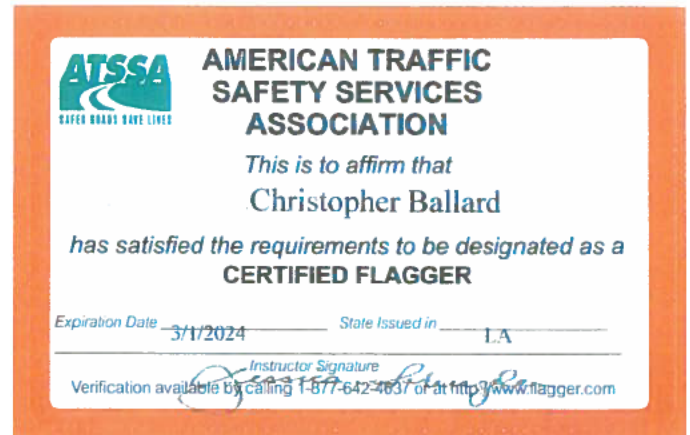 ATSSA
SAFER ROADS SAVE LIVES
AMERICAN TRAFFIC
SAFETY SERVICES
ASSOCIATION
This is to affirm that
Christopher Ballard
has satisfied the requirements to be designated as a
CERTIFIED FLAGGER
Expiration Date 3/1/2024 State Issued in LA
Instructor Signature
Jessica
Verification available by calling 1-877-642-4637 or at http://www.flagger.com